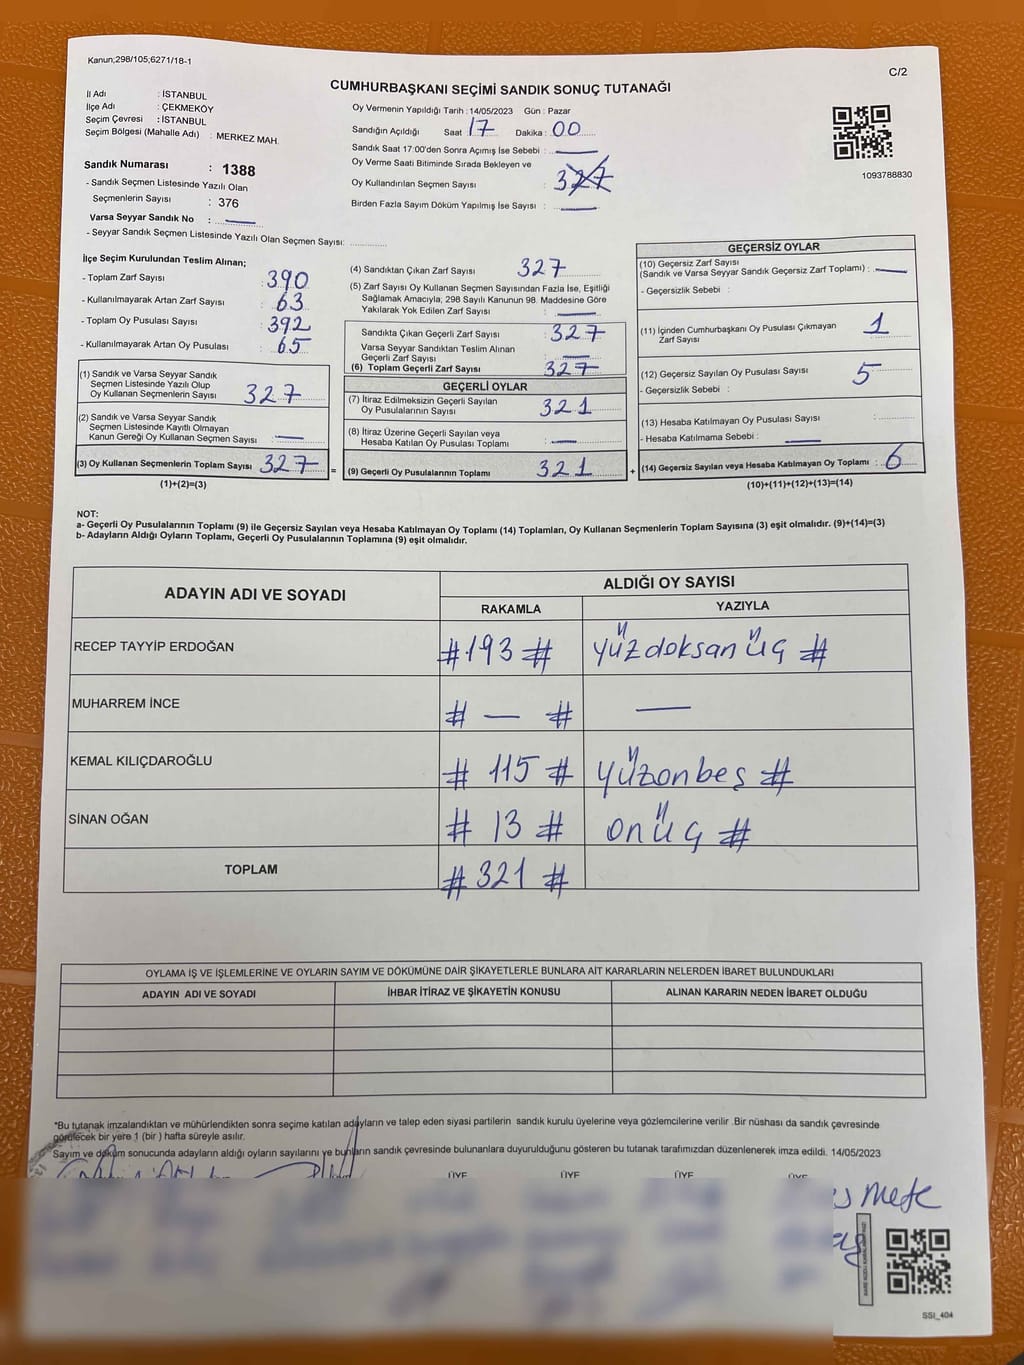 Kanun;298/105;6271/18-1
C/2
CUMHURBAŞKANI SEÇİMİ SANDIK SONUÇ TUTANAĞI
İl Adı : İSTANBUL
İlçe Adı : ÇEKMEKÖY
Seçim Çevresi : İSTANBUL
Seçim Bölgesi (Mahalle Adı) : MERKEZ MAH.
Sandık Numarası : 1388
- Sandık Seçmen Listesinde Yazılı Olan
Seçmenlerin Sayısı : 376
Varsa Seyyar Sandık No : —
- Seyyar Sandık Seçmen Listesinde Yazılı Olan Seçmen Sayısı: ............
Oy Vermenin Yapıldığı Tarih : 14/05/2023 Gün : Pazar
Sandığın Açıldığı Saat 17 Dakika : 00
Sandık Saat 17:00'den Sonra Açımış İse Sebebi : —
Oy Verme Saati Bitiminde Sırada Bekleyen ve
Oy Kullandırılan Seçmen Sayısı : 327
Birden Fazla Sayım Döküm Yapılmış İse Sayısı : —
1093788830
İlçe Seçim Kurulundan Teslim Alınan;
- Toplam Zarf Sayısı : 390
- Kullanılmayarak Artan Zarf Sayısı : 63
- Toplam Oy Pusulası Sayısı : 392
- Kullanılmayarak Artan Oy Pusulası : 65
(1) Sandık ve Varsa Seyyar Sandık
Seçmen Listesinde Yazılı Olup
Oy Kullanan Seçmenlerin Sayısı : 327
(2) Sandık ve Varsa Seyyar Sandık
Seçmen Listesinde Kayıtlı Olmayan
Kanun Gereği Oy Kullanan Seçmen Sayısı : —
(3) Oy Kullanan Seçmenlerin Toplam Sayısı : 327
(1)+(2)=(3)
(4) Sandıktan Çıkan Zarf Sayısı : 327
(5) Zarf Sayısı Oy Kullanan Seçmen Sayısından Fazla İse, Eşitliği
Sağlamak Amacıyla; 298 Sayılı Kanunun 98. Maddesine Göre
Yakılarak Yok Edilen Zarf Sayısı : —
Sandıkta Çıkan Geçerli Zarf Sayısı : 327
Varsa Seyyar Sandıktan Teslim Alınan
Geçerli Zarf Sayısı : —
(6) Toplam Geçerli Zarf Sayısı : 327
GEÇERLİ OYLAR
(7) İtiraz Edilmeksizin Geçerli Sayılan
Oy Pusulalarının Sayısı : 321
(8) İtiraz Üzerine Geçerli Sayılan veya
Hesaba Katılan Oy Pusulası Toplamı : —
= (9) Geçerli Oy Pusulalarının Toplamı : 321 +
GEÇERSİZ OYLAR
(10) Geçersiz Zarf Sayısı
(Sandık ve Varsa Seyyar Sandık Geçersiz Zarf Toplamı) : —
- Geçersizlik Sebebi :
(11) İçinden Cumhurbaşkanı Oy Pusulası Çıkmayan
Zarf Sayısı : 1
(12) Geçersiz Sayılan Oy Pusulası Sayısı : 5
- Geçersizlik Sebebi :
(13) Hesaba Katılmayan Oy Pusulası Sayısı : ............
- Hesaba Katılmama Sebebi : —
(14) Geçersiz Sayılan veya Hesaba Katılmayan Oy Toplamı : 6
(10)+(11)+(12)+(13)=(14)
NOT:
a- Geçerli Oy Pusulalarının Toplamı (9) ile Geçersiz Sayılan veya Hesaba Katılmayan Oy Toplamı (14) Toplamları, Oy Kullanan Seçmenlerin Toplam Sayısına (3) eşit olmalıdır. (9)+(14)=(3)
b- Adayların Aldığı Oyların Toplamı, Geçerli Oy Pusulalarının Toplamına (9) eşit olmalıdır.
ADAYIN ADI VE SOYADI ALDIĞI OY SAYISI
RAKAMLA YAZIYLA
RECEP TAYYİP ERDOĞAN #193# yüzdoksanüç #
MUHARREM İNCE # — # —
KEMAL KILIÇDAROĞLU # 115 # yüzonbeş #
SİNAN OĞAN # 13 # onüç #
TOPLAM #321 #
OYLAMA İŞ VE İŞLEMLERİNE VE OYLARIN SAYIM VE DÖKÜMÜNE DAİR ŞİKAYETLERLE BUNLARA AİT KARARLARIN NELERDEN İBARET BULUNDUKLARI
ADAYIN ADI VE SOYADI İHBAR İTİRAZ VE ŞİKAYETİN KONUSU ALINAN KARARIN NEDEN İBARET OLDUĞU
*Bu tutanak imzalandıktan ve mühürlendikten sonra seçime katılan adayların ve talep eden siyasi partilerin sandık kurulu üyelerine veya gözlemcilerine verilir .Bir nüshası da sandık çevresinde
görülecek bir yere 1 (bir ) hafta süreyle asılır.
Sayım ve döküm sonucunda adayların aldığı oyların sayılarını ve bunların sandık çevresinde bulunanlara duyurulduğunu gösteren bu tutanak tarafımızdan düzenlenerek imza edildi. 14/05/2023
ÜYE ÜYE ÜYE ÜYE
Mete
SSI_404